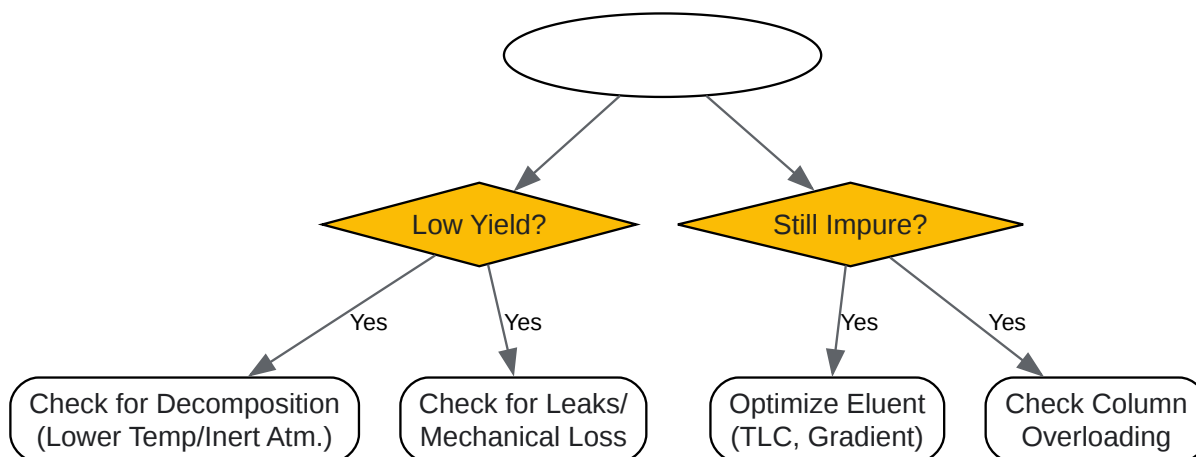 Low Yield?
Still Impure?
Yes
Yes
Yes
Yes
Check for Decomposition
(Lower Temp/Inert Atm.)
Check for Leaks/
Mechanical Loss
Optimize Eluent
(TLC, Gradient)
Check Column
Overloading